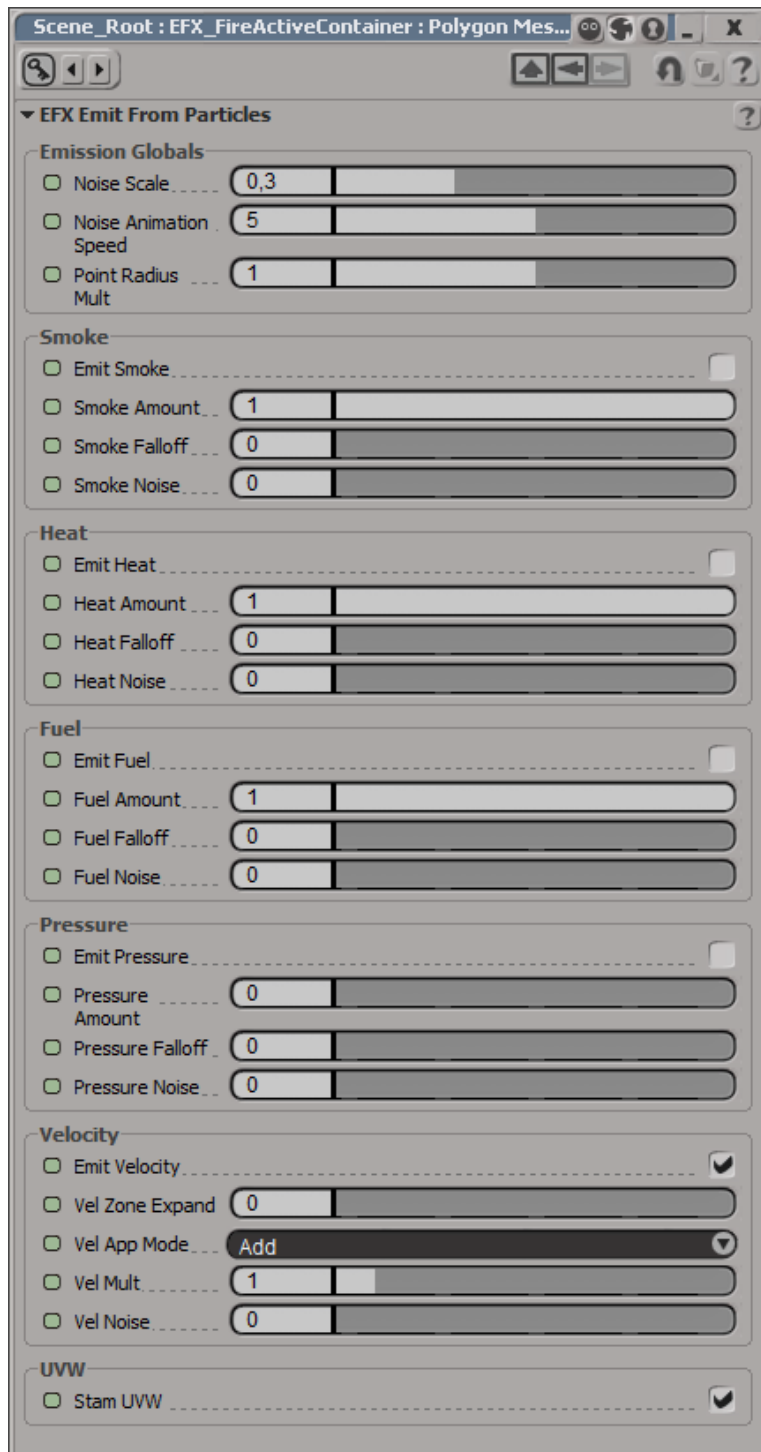 Scene_Root : EFX_FireActiveContainer : Polygon Mes...
EFX Emit From Particles
?
Emission Globals
Noise Scale 0,3
Noise Animation Speed 5
Point Radius Mult 1
Smoke
Emit Smoke
Smoke Amount 1
Smoke Falloff 0
Smoke Noise 0
Heat
Emit Heat
Heat Amount 1
Heat Falloff 0
Heat Noise 0
Fuel
Emit Fuel
Fuel Amount 1
Fuel Falloff 0
Fuel Noise 0
Pressure
Emit Pressure
Pressure Amount 0
Pressure Falloff 0
Pressure Noise 0
Velocity
Emit Velocity
Vel Zone Expand 0
Vel App Mode Add
Vel Mult 1
Vel Noise 0
UVW
Stam UVW